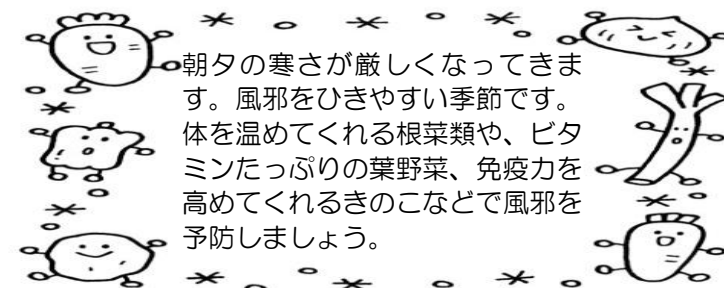 朝夕の寒さが厳しくなってきま
す。風邪をひきやすい季節です。
体を温めてくれる根菜類や、ビタ
ミンたっぷりの葉野菜、免疫力を
高めてくれるきのこなどで風邪を
予防しましょう。